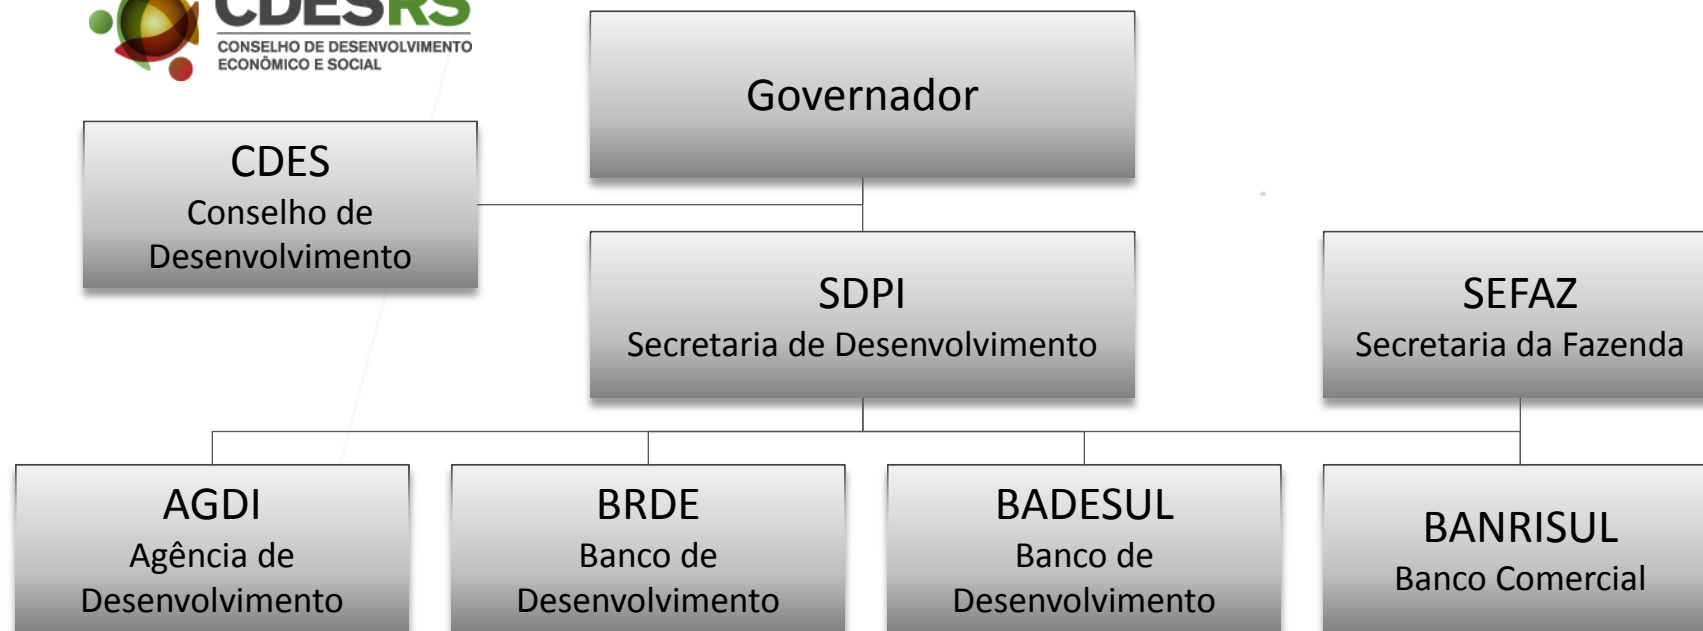 CDESRS
CONSELHO DE DESENVOLVIMENTO
ECONÔMICO E SOCIAL
Governador
CDES
Conselho de
Desenvolvimento
SDPI
Secretaria de Desenvolvimento
SEFAZ
Secretaria da Fazenda
AGDI
Agência de
Desenvolvimento
BRDE
Banco de
Desenvolvimento
BADESUL
Banco de
Desenvolvimento
BANRISUL
Banco Comercial